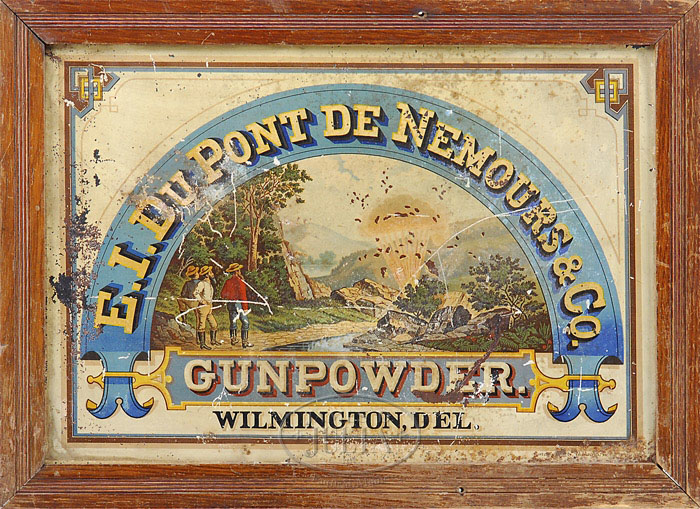 E.I. DU PONT DE NEMOURS & CO.
GUNPOWDER.
WILMINGTON, DEL.